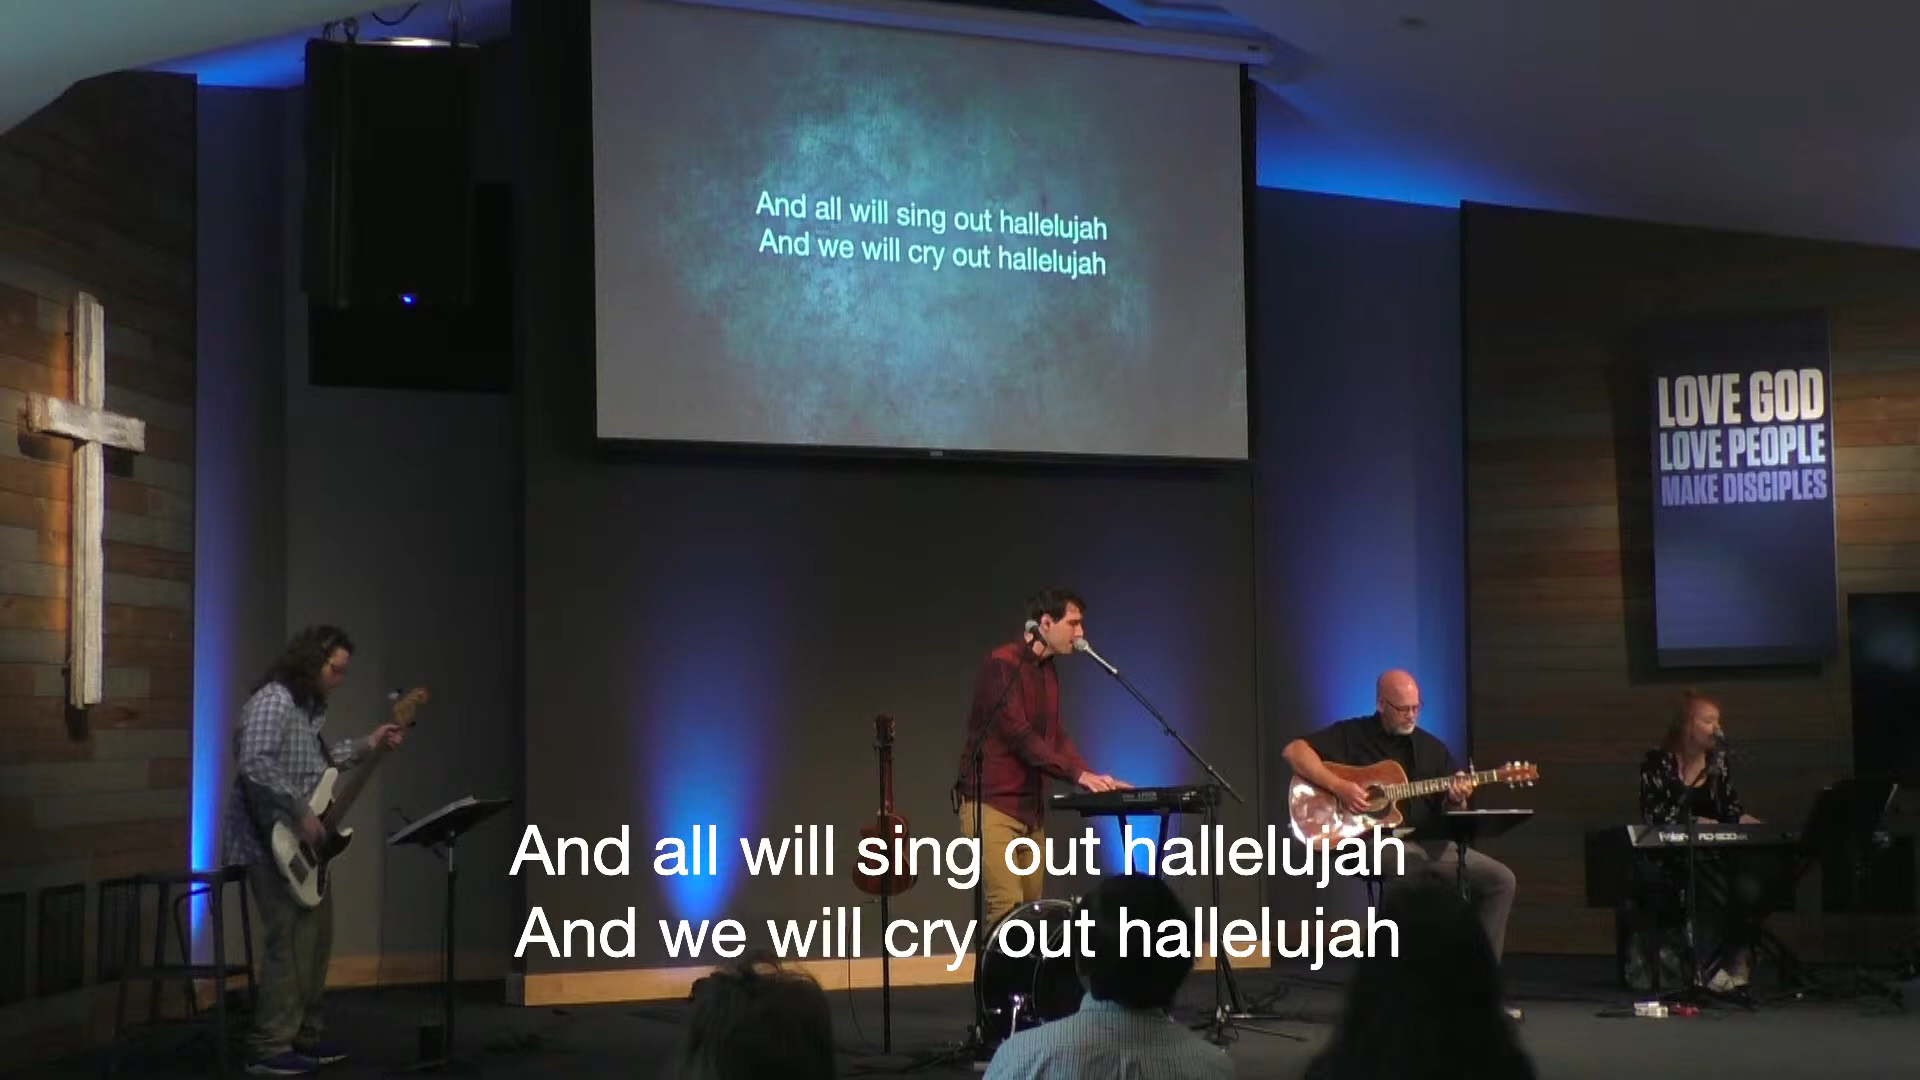 And all will sing out hallelujah
And we will cry out hallelujah
LOVE GOD
LOVE PEOPLE
MAKE DISCIPLES
And all will sing out hallelujah
And we will cry out hallelujah